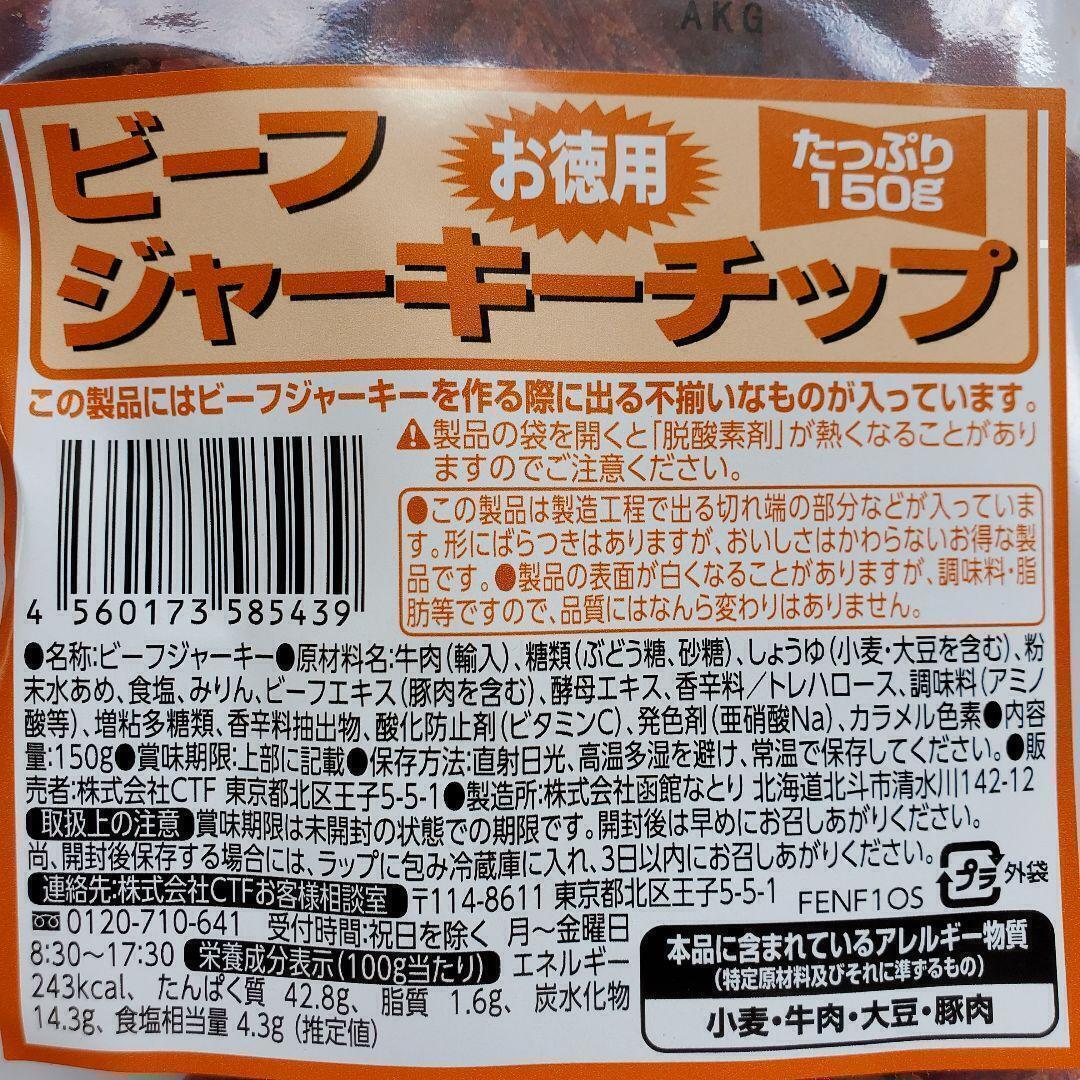 AKG
ビーフ
お徳用
たっぷり
150g
ジャーキーチップ
この製品にはビーフジャーキーを作る際に出る不揃いなものが入っています。
製品の袋を開くと「脱酸素剤」が熱くなることがあり
ますのでご注意ください。
●この製品は製造工程で出る切れ端の部分などが入っていま
す。形にばらつきはありますが、おいしさはかわらないお得な製
品です。●製品の表面が白くなることがありますが、調味料・脂
肪等ですので、品質にはなんら変わりはありません。
4 560173 585439
●名称:ビーフジャーキー●原材料名:牛肉(輸入)、糖類(ぶどう糖、砂糖)、しょうゆ(小麦・大豆を含む)、粉
末水あめ、食塩、みりん、ビーフエキス(豚肉を含む)、酵母エキス、香辛料/トレハロース、調味料(アミノ
酸等)、増粘多糖類、香辛料抽出物、酸化防止剤(ビタミンC)、発色剤(亜硝酸Na)、カラメル色素●内容
量:150g●賞味期限:上部に記載●保存方法:直射日光、高温多湿を避け、常温で保存してください。●販
売者:株式会社CTF 東京都北区王子5-5-1●製造所:株式会社函館なとり 北海道北斗市清水川142-12
取扱上の注意 賞味期限は未開封の状態での期限です。開封後は早めにお召しあがりください。
尚、開封後保存する場合には、ラップに包み冷蔵庫に入れ、3日以内にお召しあがりください。
プラ 外袋
連絡先:株式会社CTFお客様相談室 〒114-8611 東京都北区王子5-5-1 FENF1OS
0120-710-641 受付時間:祝日を除く 月～金曜日
8:30～17:30 栄養成分表示(100g当たり) エネルギー
243kcal、たんぱく質 42.8g、脂質 1.6g、炭水化物
14.3g、食塩相当量 4.3g (推定値)
本品に含まれているアレルギー物質
(特定原材料及びそれに準ずるもの)
小麦・牛肉・大豆・豚肉